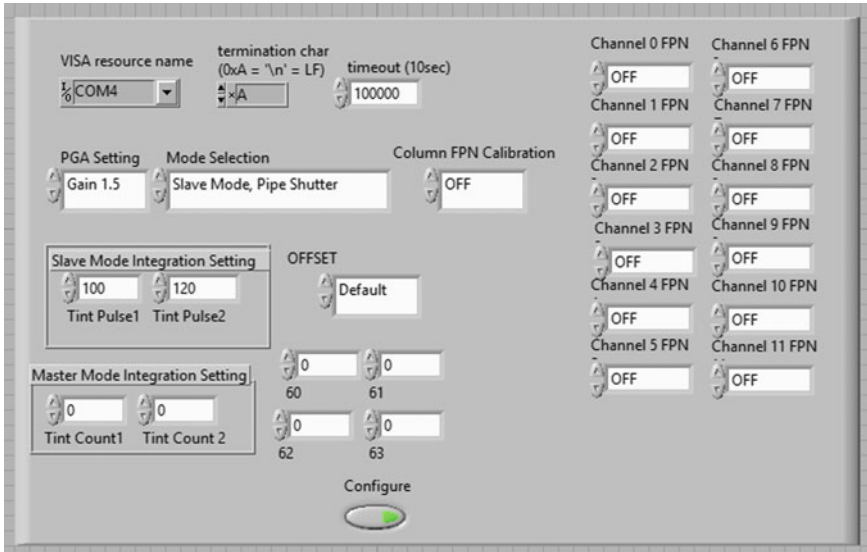 VISA resource name
COM4
termination char
(0xA = '\n' = LF)
×A
timeout (10sec)
100000
PGA Setting
Gain 1.5
Mode Selection
Slave Mode, Pipe Shutter
Column FPN Calibration
OFF
Slave Mode Integration Setting
100
120
Tint Pulse1
Tint Pulse2
OFFSET
Default
Master Mode Integration Setting
0
0
Tint Count1
Tint Count 2
0
0
60
61
0
0
62
63
Configure
Channel 0 FPN
OFF
Channel 1 FPN
OFF
Channel 2 FPN
OFF
Channel 3 FPN
OFF
Channel 4 FPN
OFF
Channel 5 FPN
OFF
Channel 6 FPN
OFF
Channel 7 FPN
OFF
Channel 8 FPN
OFF
Channel 9 FPN
OFF
Channel 10 FPN
OFF
Channel 11 FPN
OFF